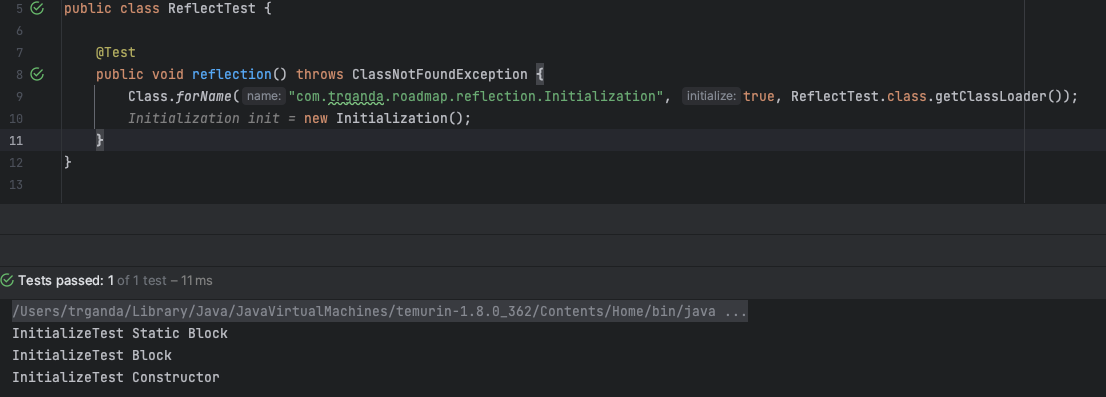 5 public class ReflectTest {
6
7 @Test
8 public void reflection() throws ClassNotFoundException {
9 Class.forName( name: "com.trganda.roadmap.reflection.Initialization", initialize: true, ReflectTest.class.getClassLoader());
10 Initialization init = new Initialization();
11 }
12 }
13
Tests passed: 1 of 1 test – 11 ms
/Users/trganda/Library/Java/JavaVirtualMachines/temurin-1.8.0_362/Contents/Home/bin/java ...
InitializeTest Static Block
InitializeTest Block
InitializeTest Constructor